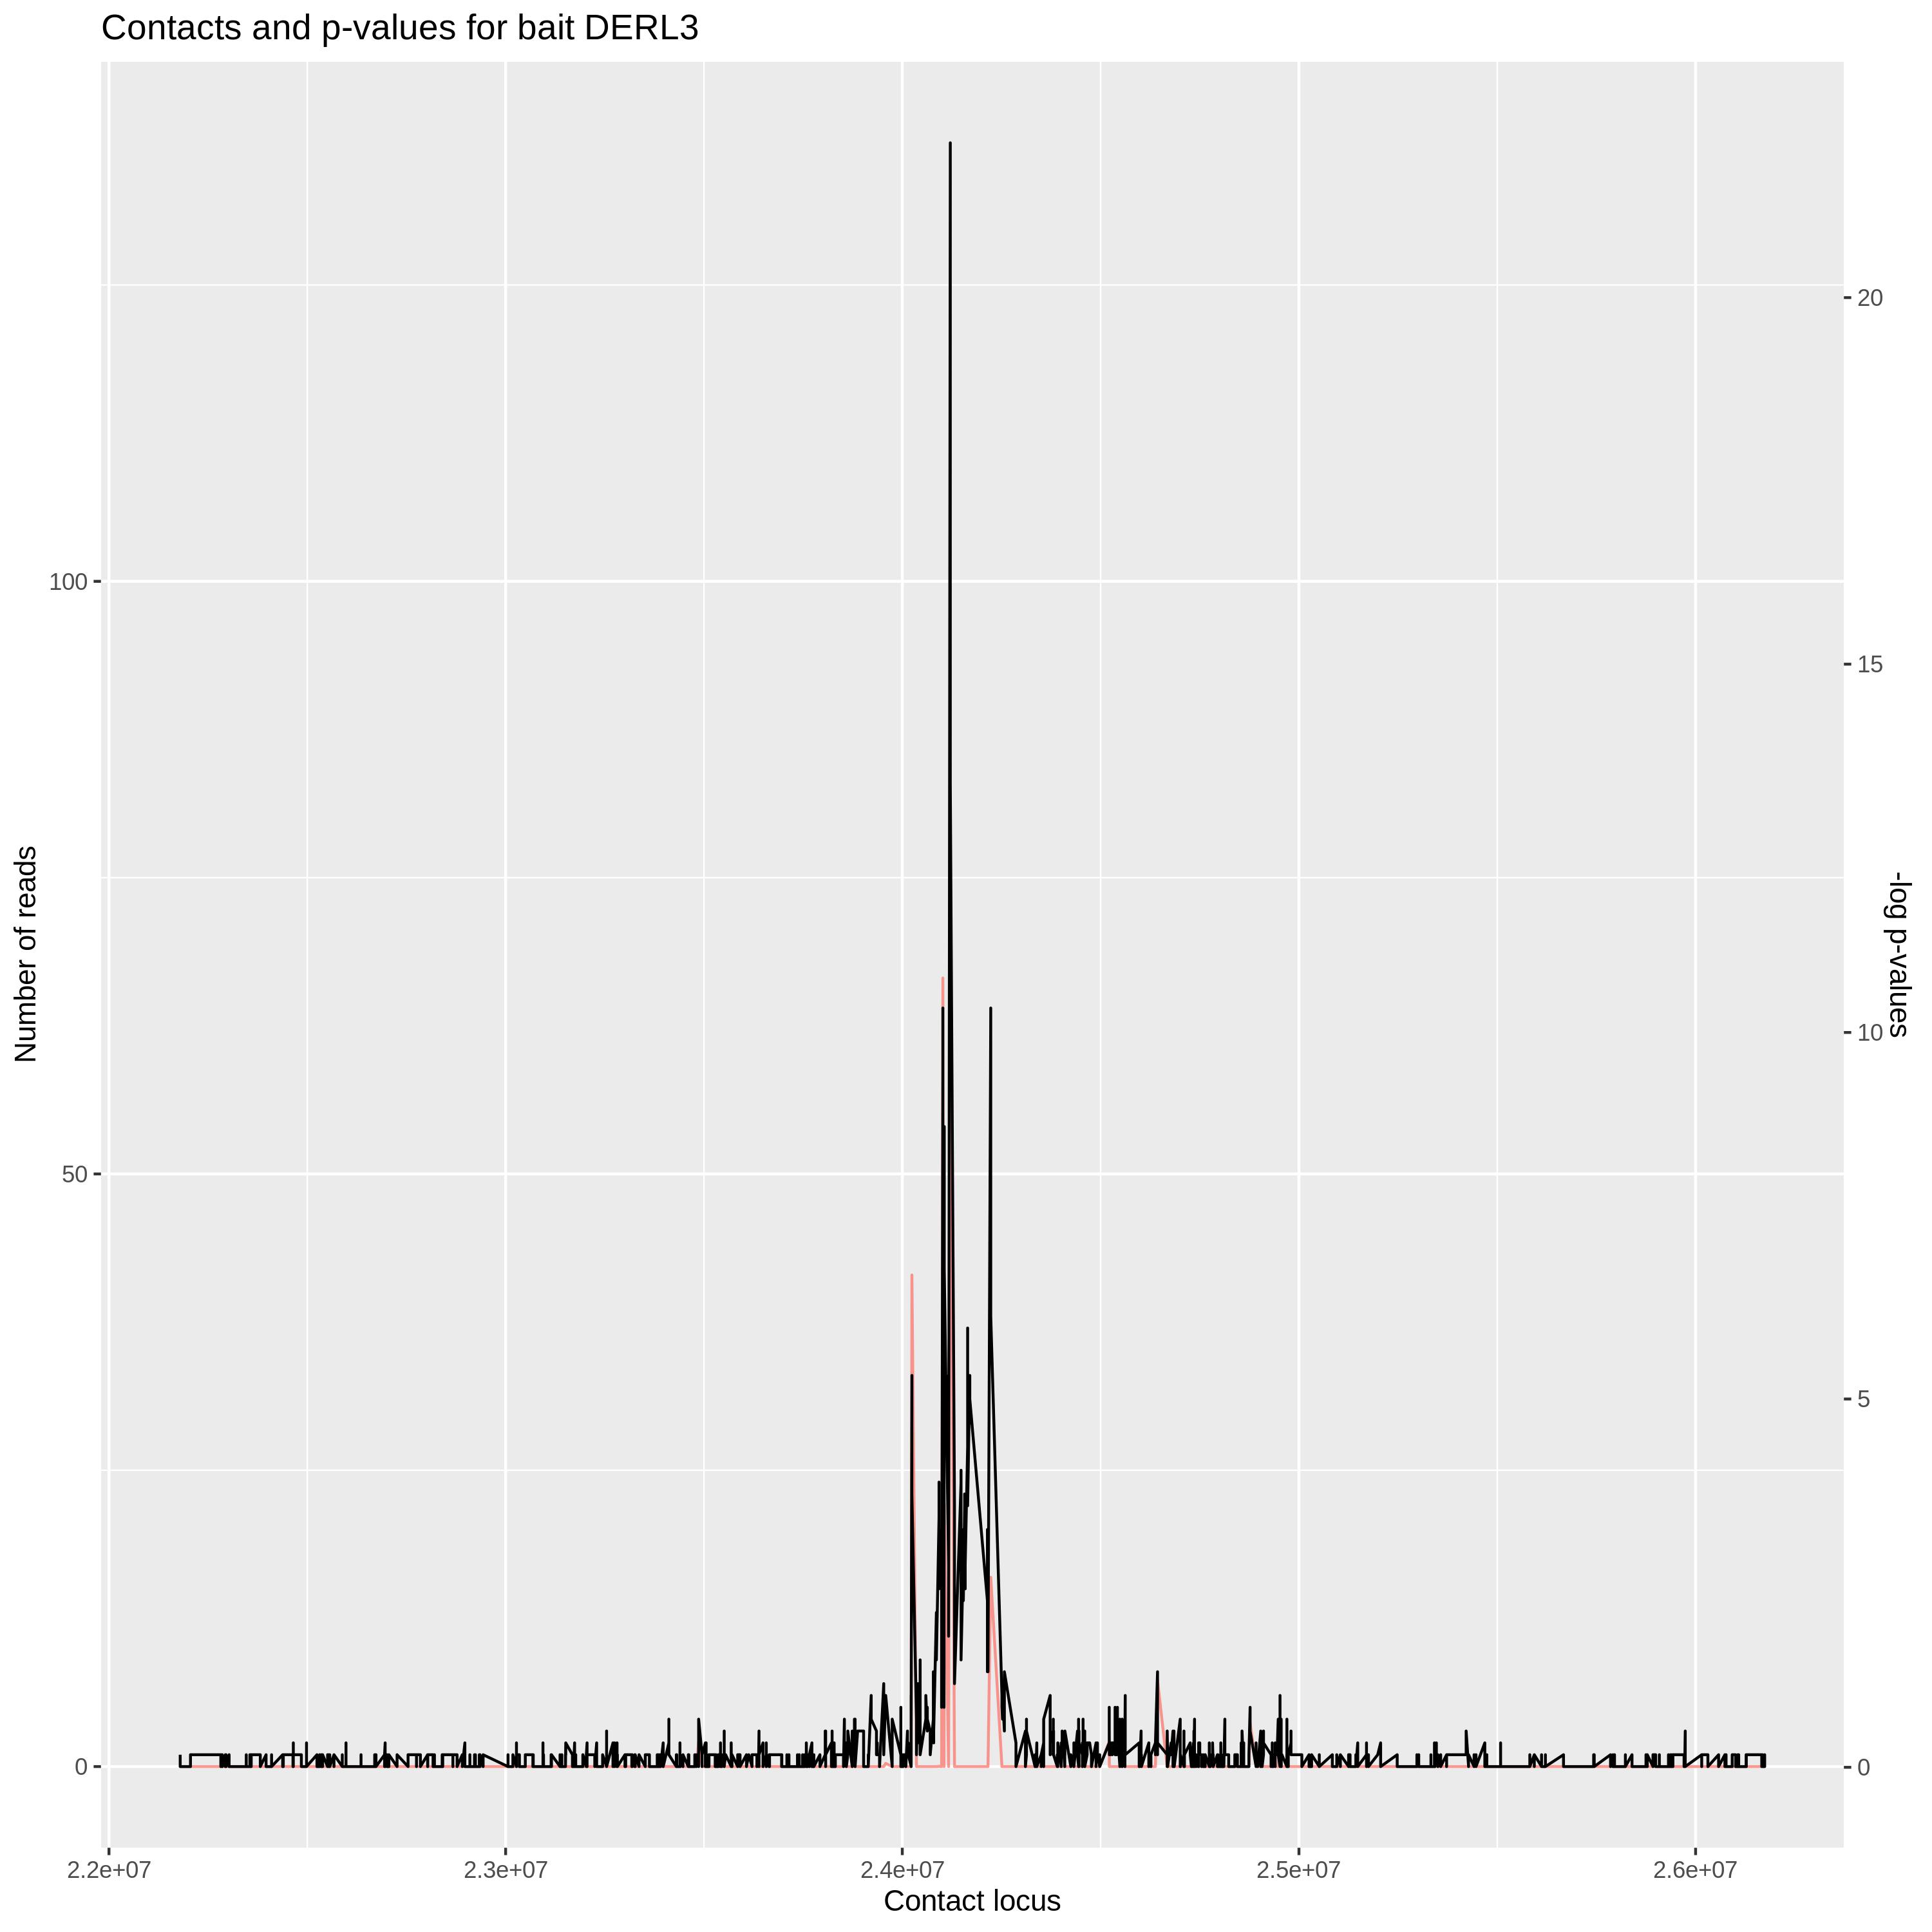 Contacts and p-values for bait DERL3
Number of reads
100
50
0
20
15
10
5
0
-log p-values
2.2e+07 2.3e+07 2.4e+07 2.5e+07 2.6e+07
Contact locus